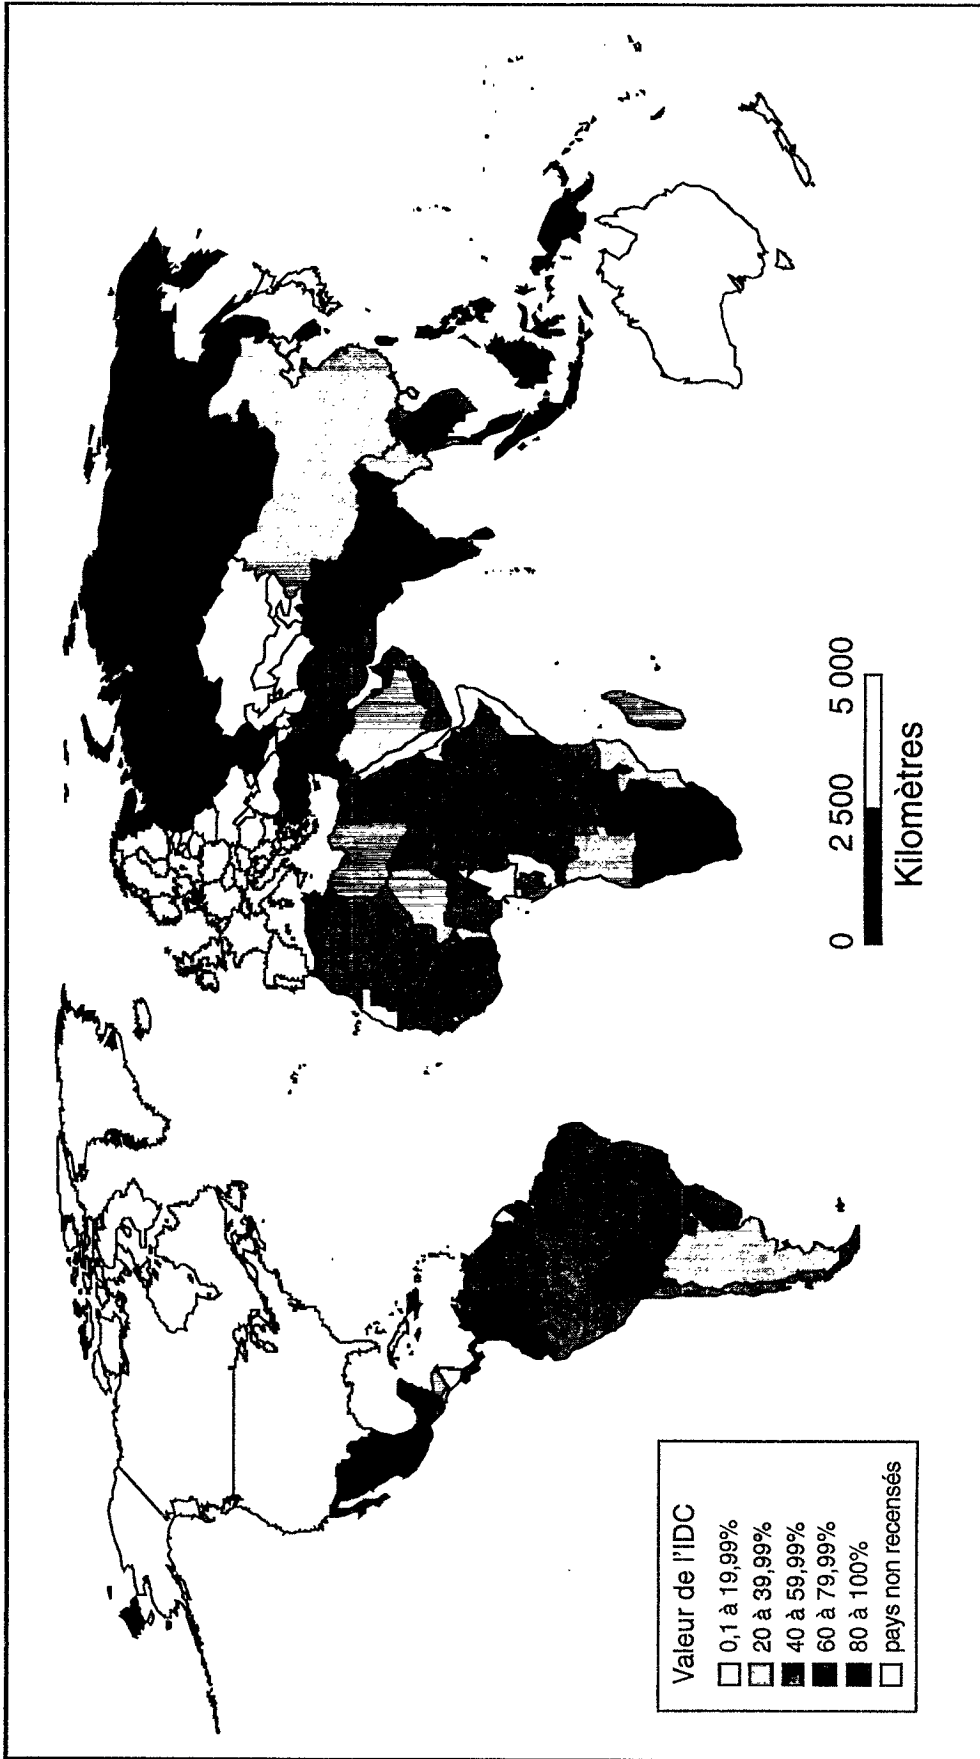 Valeur de l'IDC
0,1 à 19,99%
20 à 39,99%
40 à 59,99%
60 à 79,99%
80 à 100%
pays non recensés
0 2 500 5 000
Kilomètres